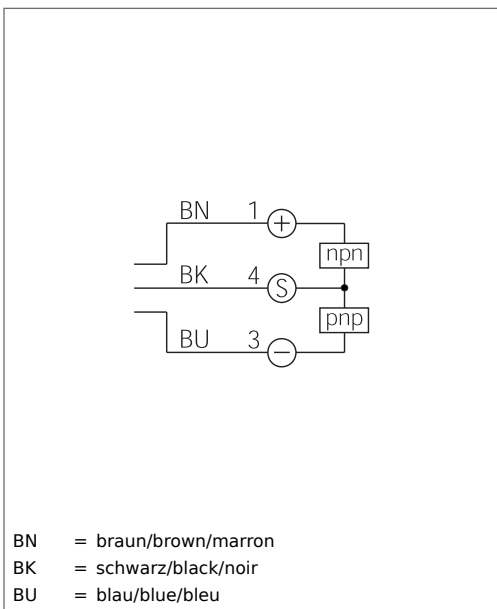 BN 1 +
npn
BK 4 S
pnp
BU 3 −
BN = braun/brown/marron
BK = schwarz/black/noir
BU = blau/blue/bleu